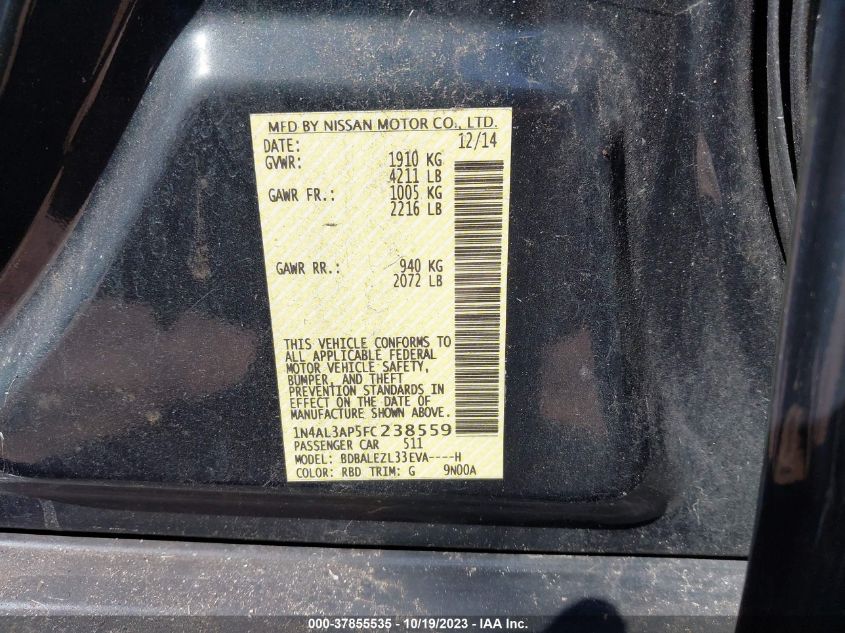 MFD BY NISSAN MOTOR CO., LTD.
DATE: 12/14
GVWR: 1910 KG
4211 LB
GAWR FR.: 1005 KG
2216 LB
GAWR RR.: 940 KG
2072 LB
THIS VEHICLE CONFORMS TO
ALL APPLICABLE FEDERAL
MOTOR VEHICLE SAFETY,
BUMPER, AND THEFT
PREVENTION STANDARDS IN
EFFECT ON THE DATE OF
MANUFACTURE SHOWN ABOVE.
1N4AL3AP5FC238559
PASSENGER CAR 511
MODEL: BDBALEZL33EVA----H
COLOR: RBD TRIM: G 9N00A
000-37855535 - 10/19/2023 - IAA Inc.